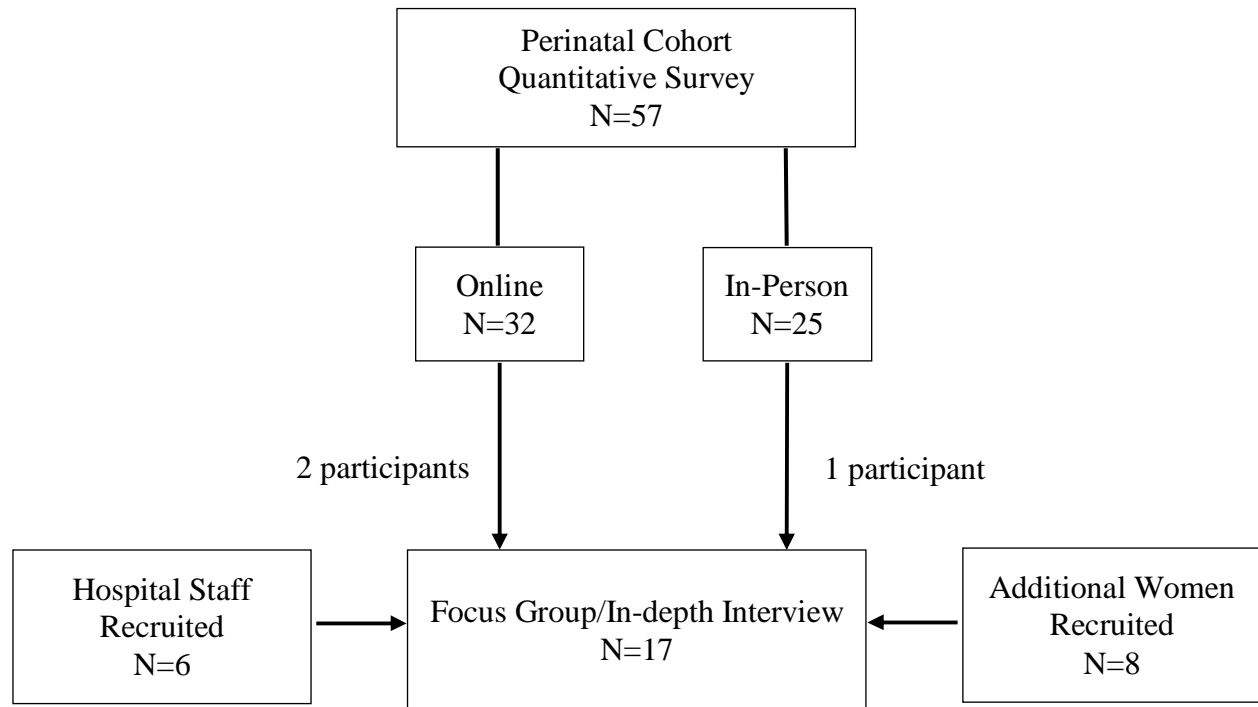 Perinatal Cohort
Quantitative Survey
N=57
Online
N=32
In-Person
N=25
2 participants
1 participant
Hospital Staff
Recruited
N=6
Focus Group/In-depth Interview
N=17
Additional Women
Recruited
N=8